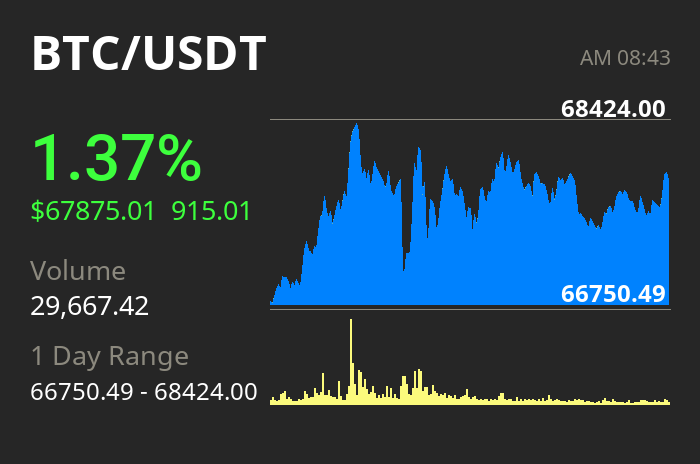 BTC/USDT
AM 08:43
68424.00
1.37%
$67875.01 915.01
Volume
29,667.42
66750.49
1 Day Range
66750.49 - 68424.00